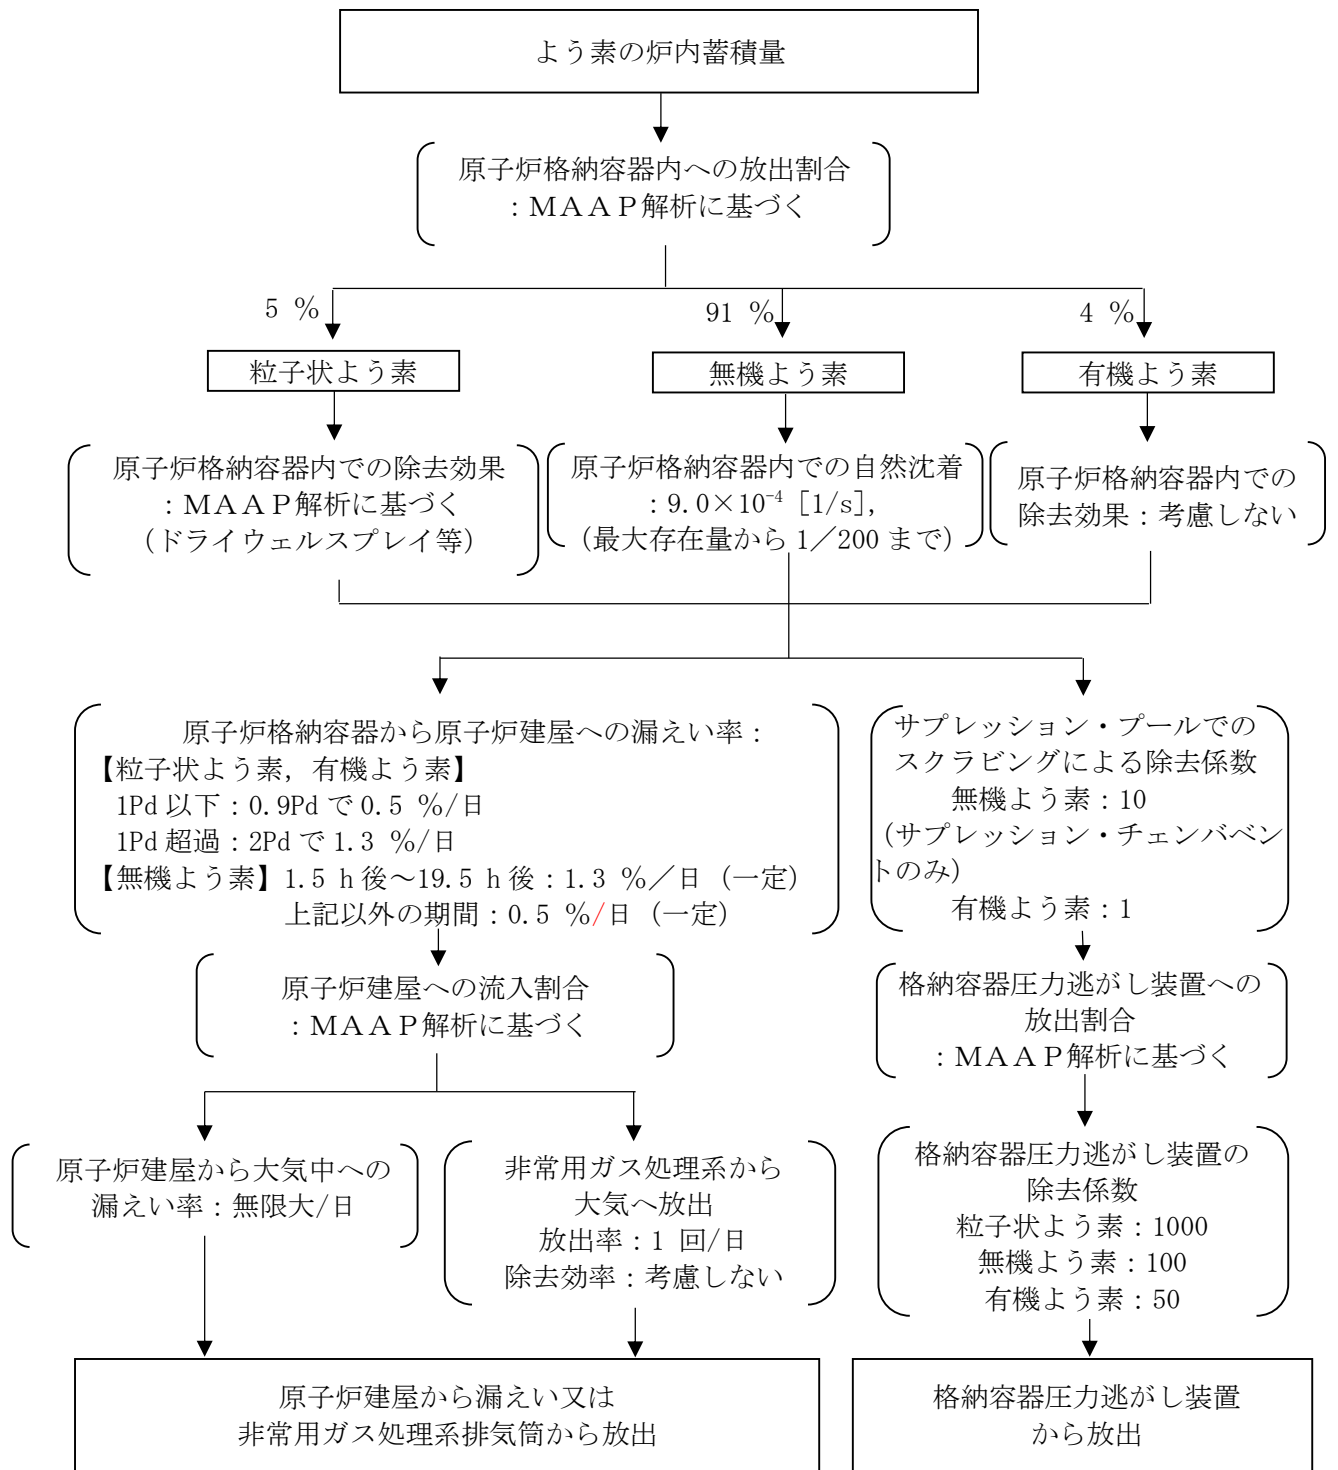 よう素の炉内蓄積量
原子炉格納容器内への放出割合
：ＭＡＡＰ解析に基づく
5 %
91 %
4 %
粒子状よう素
無機よう素
有機よう素
原子炉格納容器内での除去効果
：ＭＡＡＰ解析に基づく
（ドライウェルスプレイ等）
原子炉格納容器内での自然沈着
：9.0×10⁻⁴ [1/s],
（最大存在量から 1／200 まで）
原子炉格納容器内での
除去効果：考慮しない
原子炉格納容器から原子炉建屋への漏えい率：
【粒子状よう素，有機よう素】
1Pd 以下：0.9Pd で 0.5 %/日
1Pd 超過：2Pd で 1.3 %/日
【無機よう素】1.5 h 後～19.5 h 後：1.3 %／日（一定）
上記以外の期間：0.5 %/日（一定）
サプレッション・プールでの
スクラビングによる除去係数
無機よう素：10
（サプレッション・チェンバベン
トのみ）
有機よう素：1
原子炉建屋への流入割合
：ＭＡＡＰ解析に基づく
格納容器圧力逃がし装置への
放出割合
：ＭＡＡＰ解析に基づく
原子炉建屋から大気中への
漏えい率：無限大/日
非常用ガス処理系から
大気へ放出
放出率：1 回/日
除去効率：考慮しない
格納容器圧力逃がし装置の
除去係数
粒子状よう素：1000
無機よう素：100
有機よう素：50
原子炉建屋から漏えい又は
非常用ガス処理系排気筒から放出
格納容器圧力逃がし装置
から放出